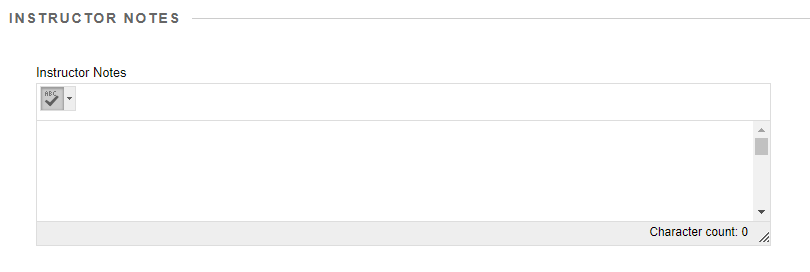 INSTRUCTOR NOTES
Instructor Notes
ABC
Character count: 0